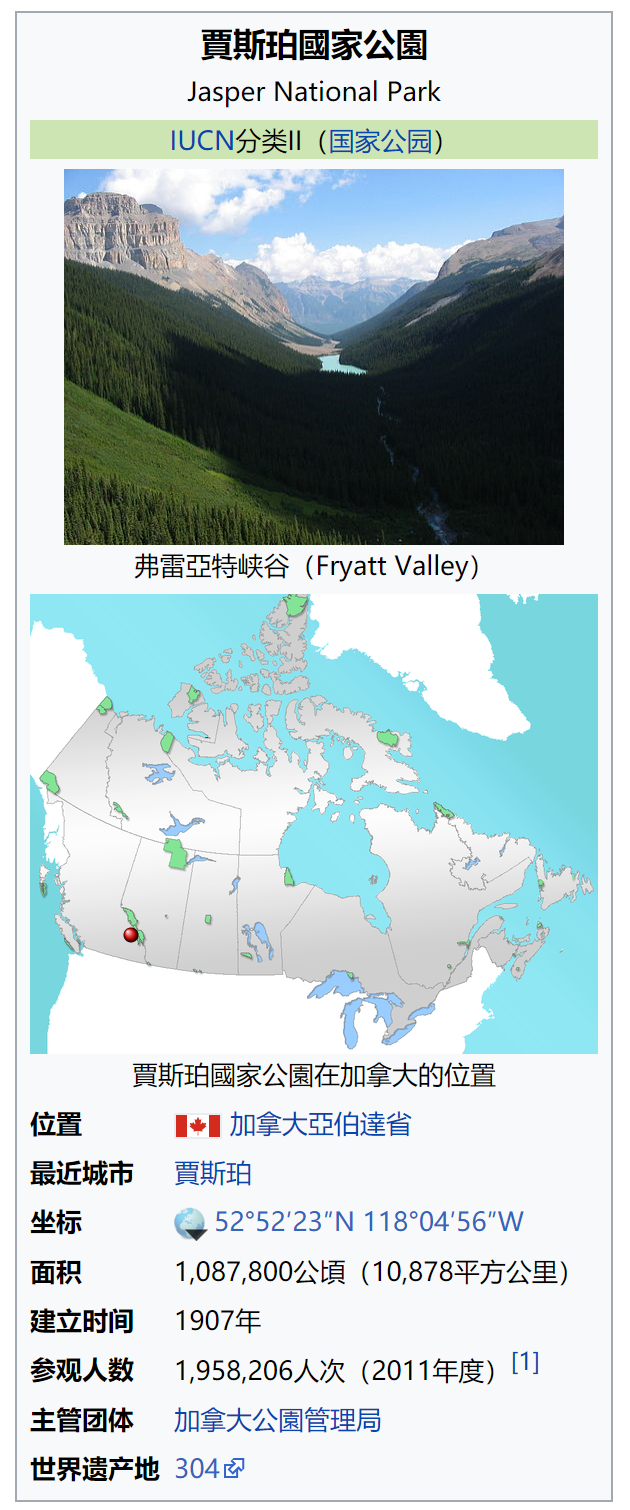 賈斯珀國家公園
Jasper National Park
IUCN分类II（国家公园）
弗雷亞特峡谷（Fryatt Valley）
賈斯珀國家公園在加拿大的位置
位置 加拿大亞伯達省
最近城市 賈斯珀
坐标 52°52′23″N 118°04′56″W
面积 1,087,800公頃（10,878平方公里）
建立时间 1907年
参观人数 1,958,206人次（2011年度）[1]
主管团体 加拿大公園管理局
世界遗产地 304